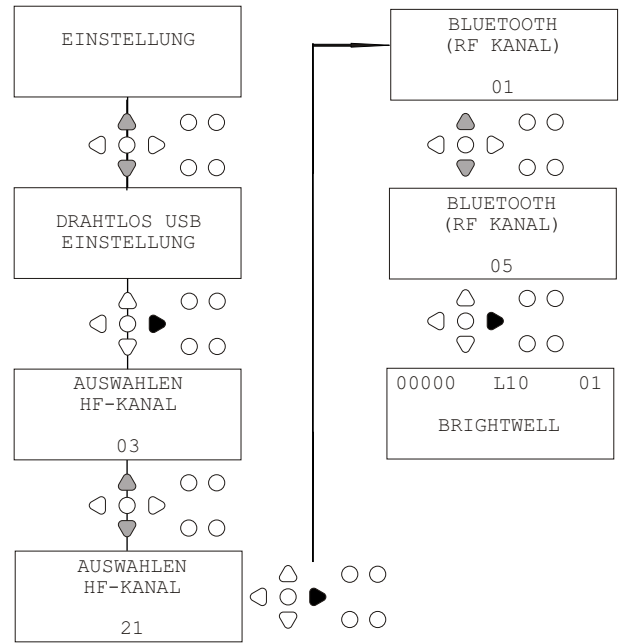 EINSTELLUNG
DRAHTLOS USB
EINSTELLUNG
AUSWAHLEN
HF-KANAL
03
AUSWAHLEN
HF-KANAL
21
BLUETOOTH
(RF KANAL)
01
BLUETOOTH
(RF KANAL)
05
00000 L10 01
BRIGHTWELL